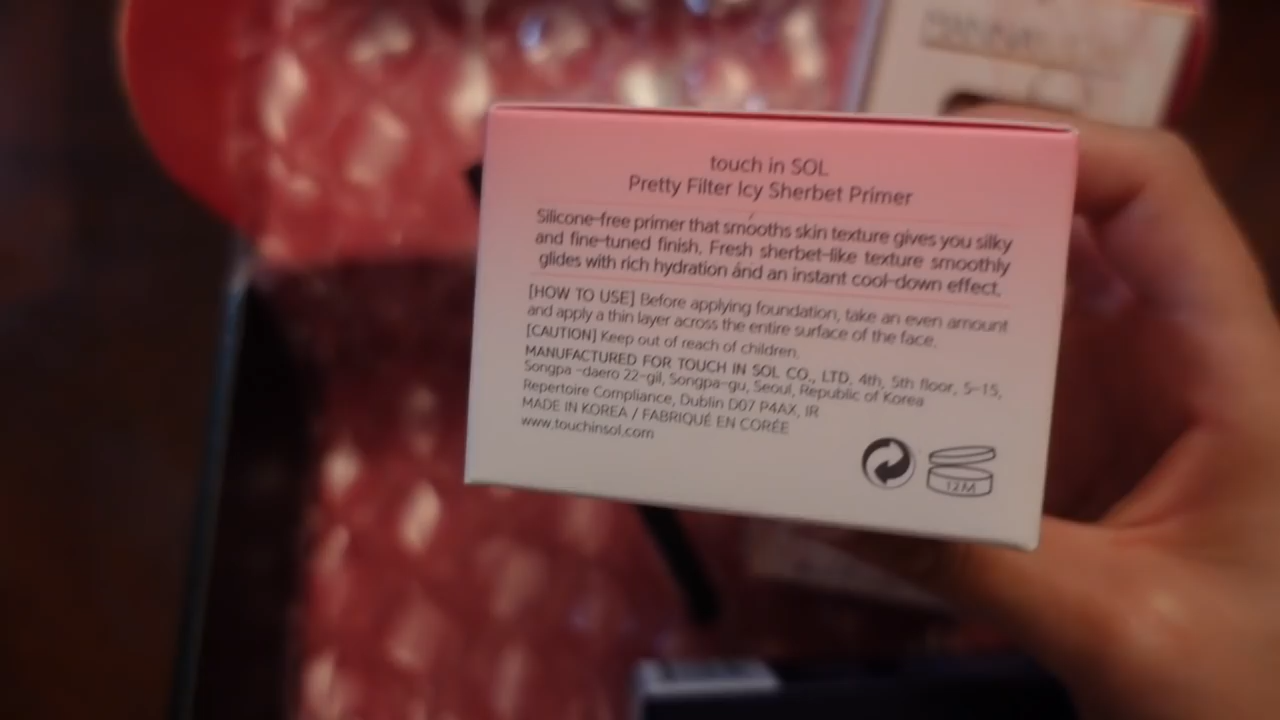 touch in SOL
Pretty Filter Icy Sherbet Primer
Silicone-free primer that smooths skin texture gives you silky
and fine-tuned finish. Fresh sherbet-like texture smoothly
glides with rich hydration and an instant cool-down effect.
[HOW TO USE] Before applying foundation, take an even amount
and apply a thin layer across the entire surface of the face.
[CAUTION] Keep out of reach of children.
MANUFACTURED FOR TOUCH IN SOL CO., LTD. 4th, 5th floor, 5-15,
Songpa -daero 22-gil, Songpa-gu, Seoul, Republic of Korea
Repertoire Compliance, Dublin D07 P4AX, IR
MADE IN KOREA / FABRIQUÉ EN CORÉE
www.touchinsol.com
12M